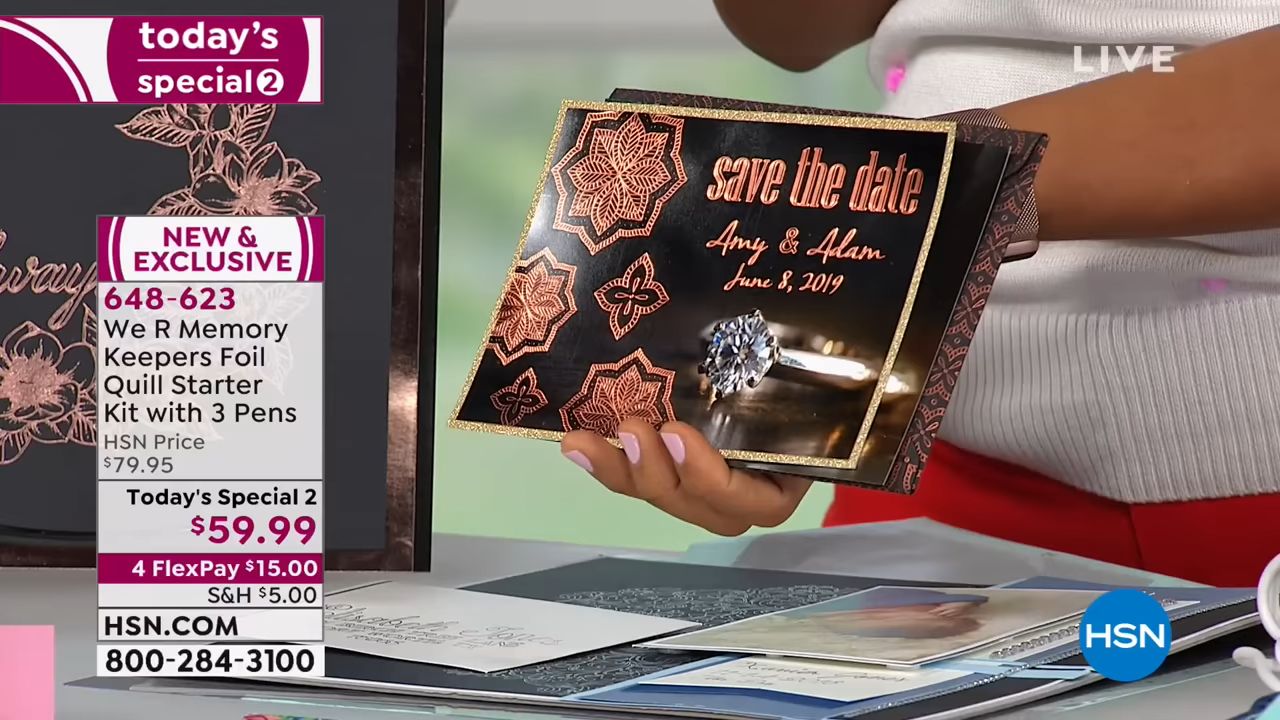 today's
special 2
LIVE
NEW &
EXCLUSIVE
648-623
We R Memory
Keepers Foil
Quill Starter
Kit with 3 Pens
HSN Price
$79.95
Today's Special 2
$59.99
4 FlexPay $15.00
S&H $5.00
HSN.COM
800-284-3100
save the date
Amy & Adam
June 8, 2019
HSN